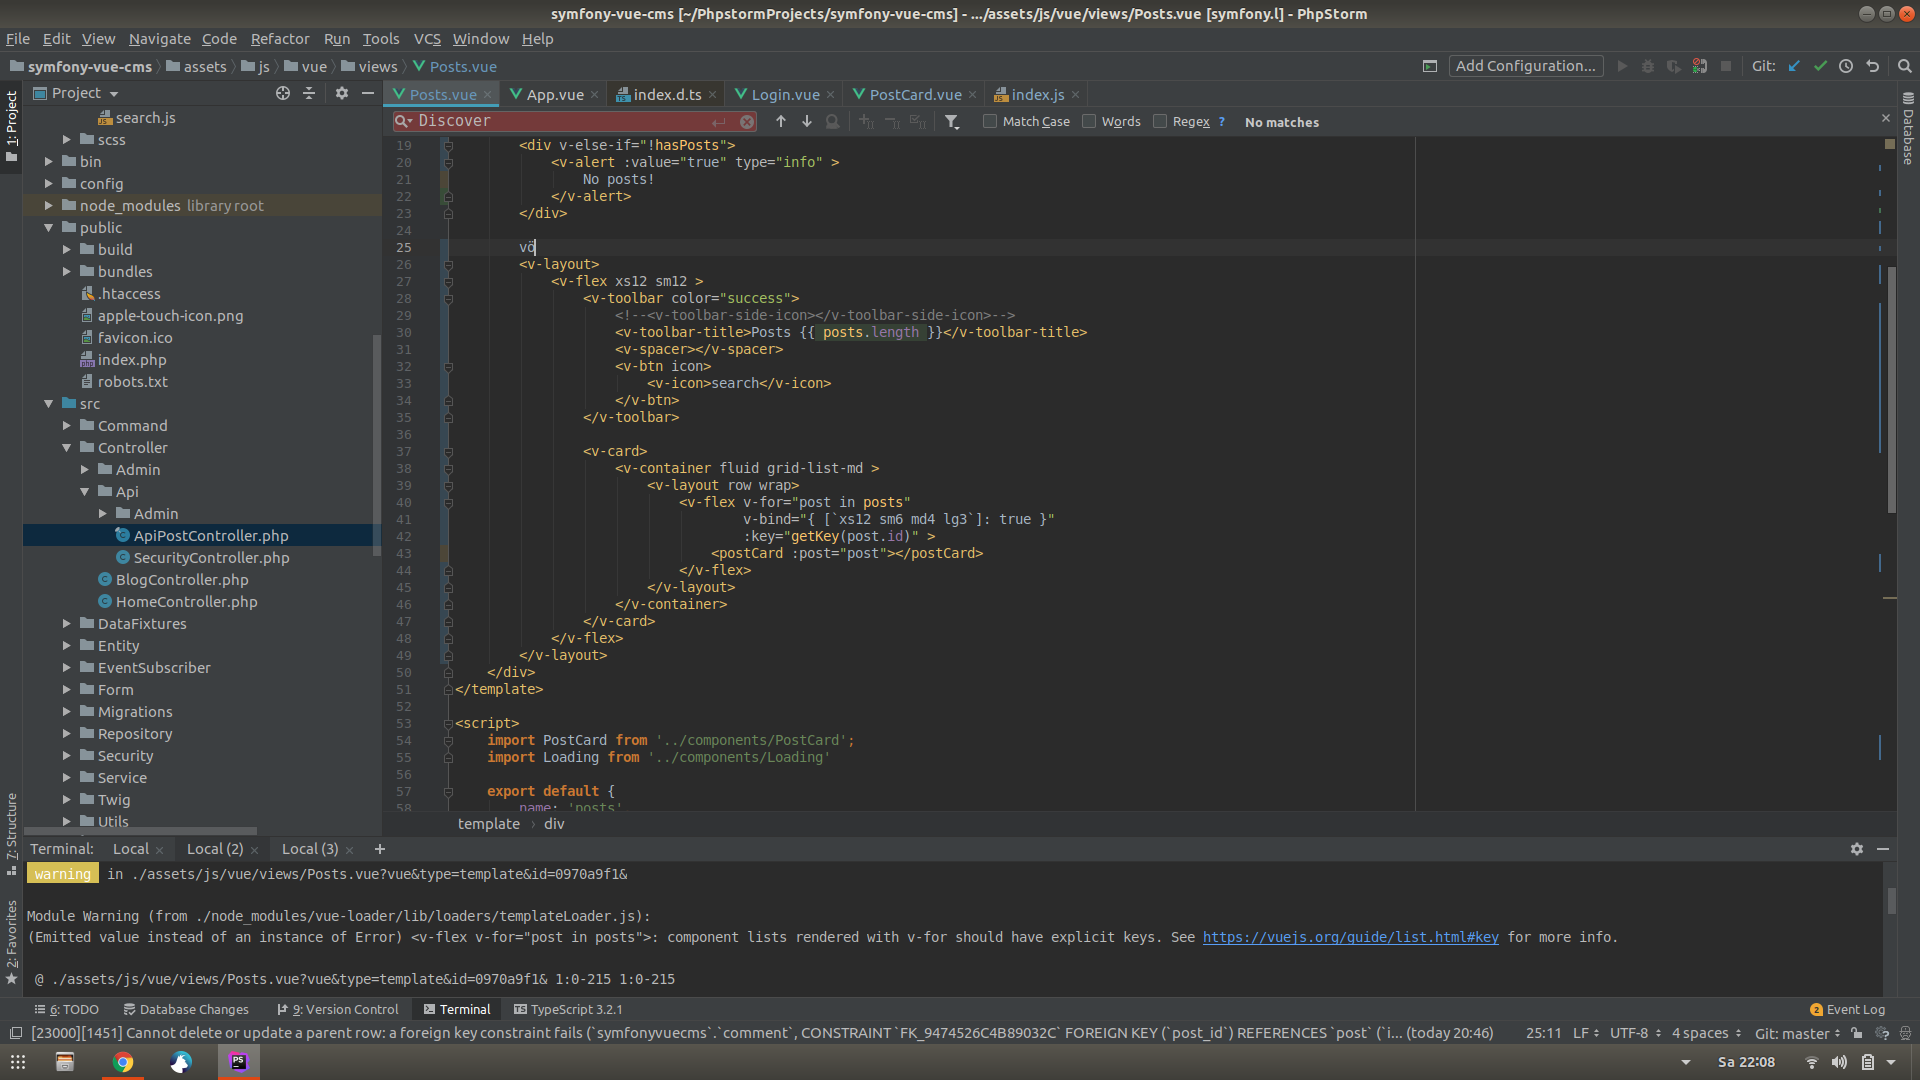 symfony-vue-cms [~/PhpstormProjects/symfony-vue-cms] - .../assets/js/vue/views/Posts.vue [symfony.l] - PhpStorm
File Edit View Navigate Code Refactor Run Tools VCS Window Help
symfony-vue-cms assets js vue views Posts.vue Add Configuration... Git:
1: Project
Project
Posts.vue App.vue index.d.ts Login.vue PostCard.vue index.js
Discover Match Case Words Regex ? No matches
Database
search.js
scss
bin
config
node_modules library root
public
build
bundles
.htaccess
apple-touch-icon.png
favicon.ico
index.php
robots.txt
src
Command
Controller
Admin
Api
Admin
ApiPostController.php
SecurityController.php
BlogController.php
HomeController.php
DataFixtures
Entity
EventSubscriber
Form
Migrations
Repository
Security
Service
Twig
Utils
19 <div v-else-if="!hasPosts">
20 <v-alert :value="true" type="info" >
21 No posts!
22 </v-alert>
23 </div>
24
25 vö
26 <v-layout>
27 <v-flex xs12 sm12 >
28 <v-toolbar color="success">
29 <!--<v-toolbar-side-icon></v-toolbar-side-icon>-->
30 <v-toolbar-title>Posts {{ posts.length }}</v-toolbar-title>
31 <v-spacer></v-spacer>
32 <v-btn icon>
33 <v-icon>search</v-icon>
34 </v-btn>
35 </v-toolbar>
36
37 <v-card>
38 <v-container fluid grid-list-md >
39 <v-layout row wrap>
40 <v-flex v-for="post in posts"
41 v-bind="{ [`xs12 sm6 md4 lg3`]: true }"
42 :key="getKey(post.id)" >
43 <postCard :post="post"></postCard>
44 </v-flex>
45 </v-layout>
46 </v-container>
47 </v-card>
48 </v-flex>
49 </v-layout>
50 </div>
51 </template>
52
53 <script>
54 import PostCard from '../components/PostCard';
55 import Loading from '../components/Loading'
56
57 export default {
58 name: 'posts'
template › div
7: Structure
2: Favorites
Terminal: Local Local (2) Local (3) +
warning in ./assets/js/vue/views/Posts.vue?vue&type=template&id=0970a9f1&
Module Warning (from ./node_modules/vue-loader/lib/loaders/templateLoader.js):
(Emitted value instead of an instance of Error) <v-flex v-for="post in posts">: component lists rendered with v-for should have explicit keys. See https://vuejs.org/guide/list.html#key for more info.
@ ./assets/js/vue/views/Posts.vue?vue&type=template&id=0970a9f1& 1:0-215 1:0-215
6: TODO Database Changes 9: Version Control Terminal TypeScript 3.2.1 2 Event Log
[23000][1451] Cannot delete or update a parent row: a foreign key constraint fails (`symfonyvuecms`.`comment`, CONSTRAINT `FK_9474526C4B89032C` FOREIGN KEY (`post_id`) REFERENCES `post` (`i... (today 20:46) 25:11 LF UTF-8 4 spaces Git: master
PS Sa 22:08